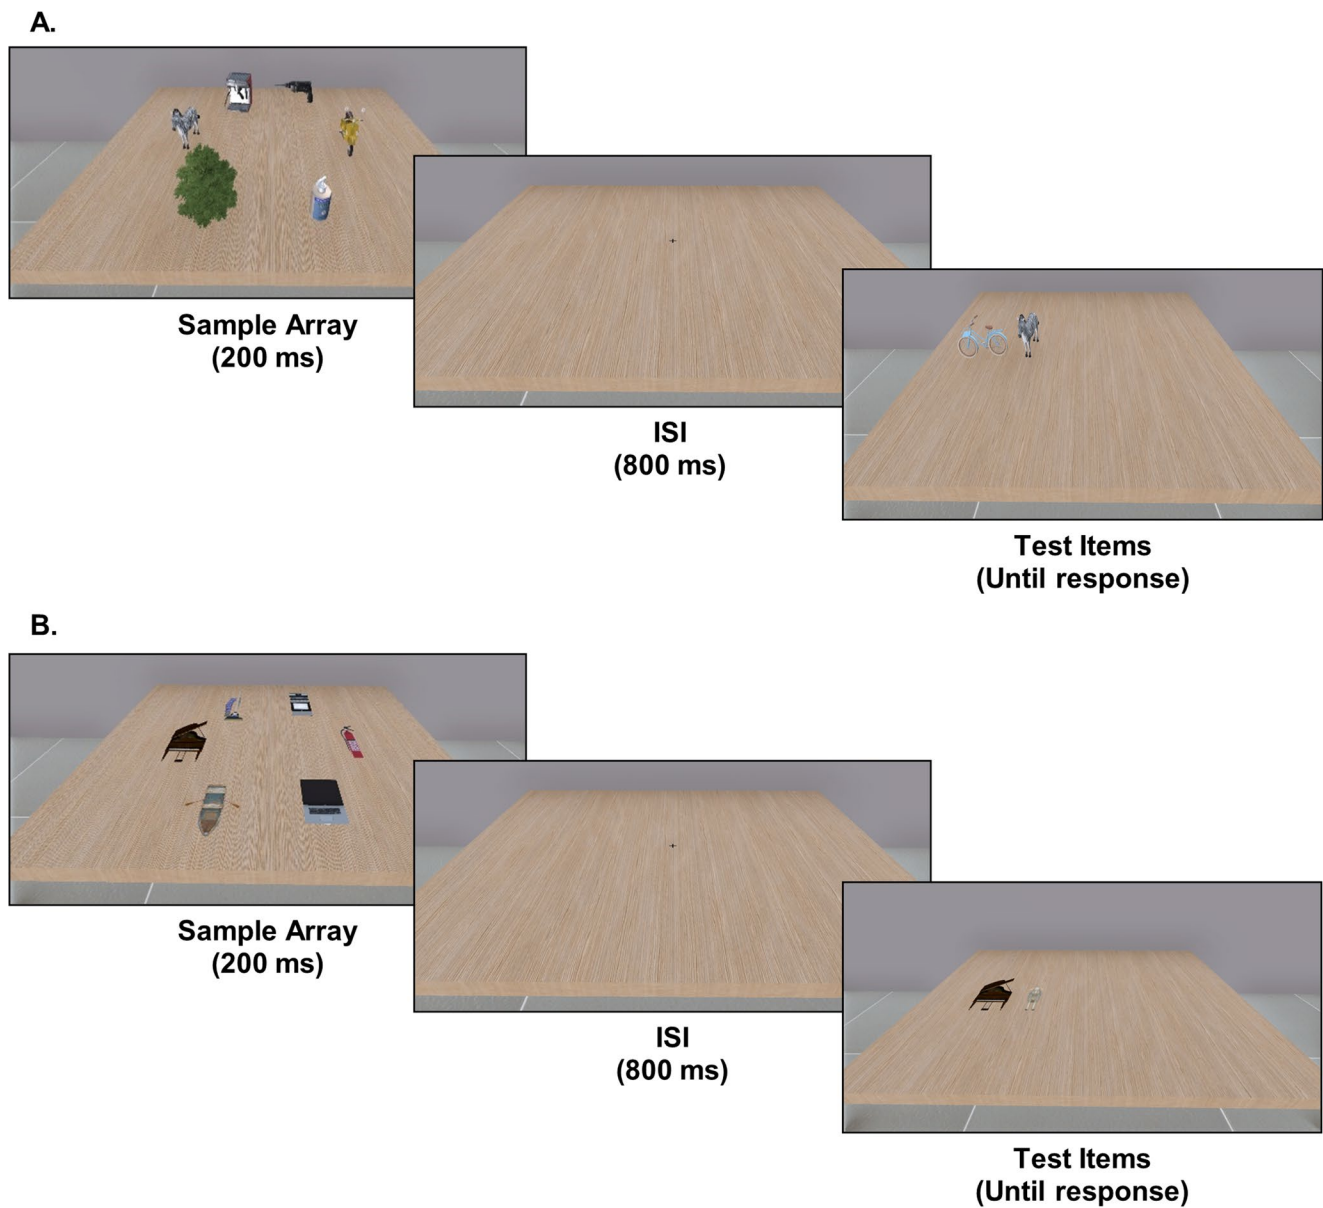 A.
Sample Array
(200 ms)
ISI
(800 ms)
Test Items
(Until response)
B.
Sample Array
(200 ms)
ISI
(800 ms)
Test Items
(Until response)